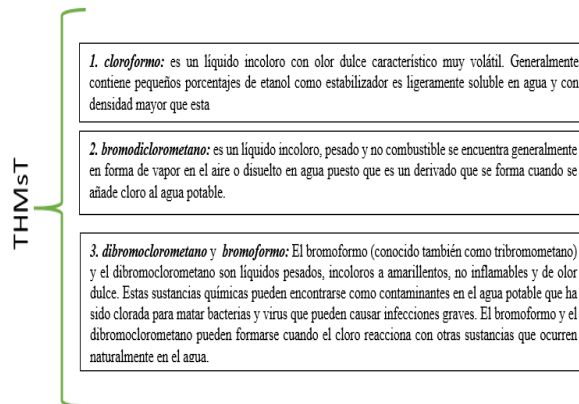 THMsT
1. cloroformo: es un líquido incoloro con olor dulce característico muy volátil. Generalmente
contiene pequeños porcentajes de etanol como estabilizador es ligeramente soluble en agua y con
densidad mayor que esta
2. bromodiclorometano: es un líquido incoloro, pesado y no combustible se encuentra generalmente
en forma de vapor en el aire o disuelto en agua puesto que es un derivado que se forma cuando se
añade cloro al agua potable.
3. dibromoclorometano y bromoformo: El bromoformo (conocido también como tribromometano)
y el dibromoclorometano son líquidos pesados, incoloros a amarillentos, no inflamables y de olor
dulce. Estas sustancias químicas pueden encontrarse como contaminantes en el agua potable que ha
sido clorada para matar bacterias y virus que pueden causar infecciones graves. El bromoformo y el
dibromoclorometano pueden formarse cuando el cloro reacciona con otras sustancias que ocurren
naturalmente en el agua.